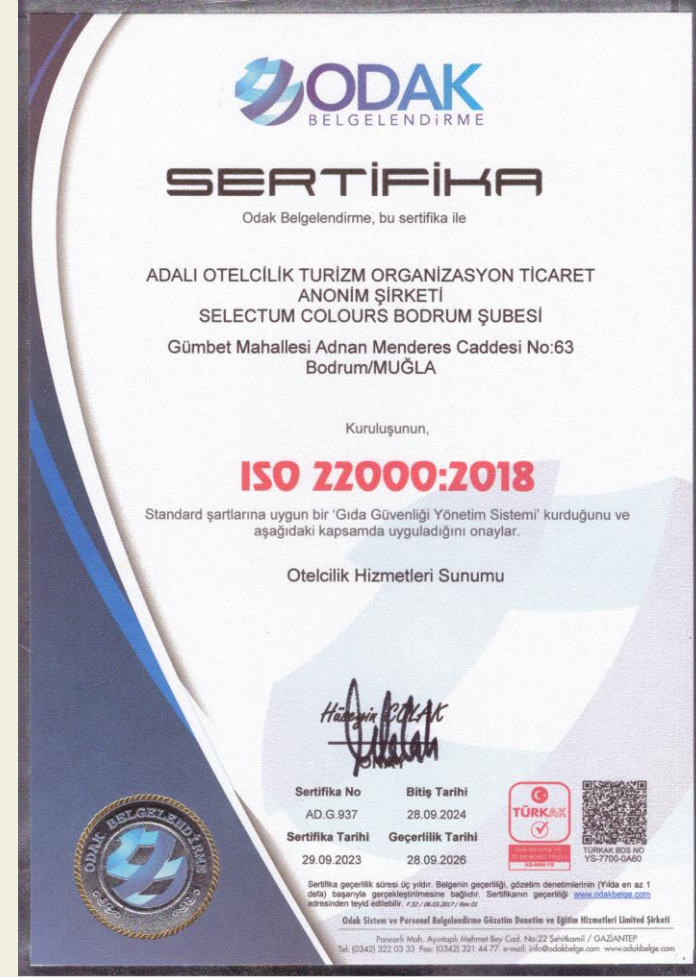 ODAK
BELGELENDİRME
SERTİFİKA
Odak Belgelendirme, bu sertifika ile
ADALI OTELCİLİK TURİZM ORGANİZASYON TİCARET
ANONİM ŞİRKETİ
SELECTUM COLOURS BODRUM ŞUBESİ
Gümbet Mahallesi Adnan Menderes Caddesi No:63
Bodrum/MUĞLA
Kuruluşunun,
ISO 22000:2018
Standard şartlarına uygun bir 'Gıda Güvenliği Yönetim Sistemi' kurduğunu ve
aşağıdaki kapsamda uyguladığını onaylar.
Otelcilik Hizmetleri Sunumu
Hüseyin ÇOLAK
ONAY
Sertifika No Bitiş Tarihi
AD.G.937 28.09.2024
Sertifika Tarihi Geçerlilik Tarihi
29.09.2023 28.09.2026
TÜRKAK
TÜRKAK BDS NO
YS-7700-0A60
ODAK BELGELENDİRME
Sertifika geçerlilik süresi üç yıldır. Belgenin geçerliliği, gözetim denetimlerinin (Yılda en az 1
defa) başarıyla gerçekleştirilmesine bağlıdır. Sertifikanın geçerliliği www.odakbelge.com
adresinden teyid edilebilir. F.52 / 06.03.2017 / Rev.01
Odak Sistem ve Personel Belgelendirme Gözetim Denetim ve Eğitim Hizmetleri Limited Şirketi
Pancarlı Mah. Ayıntaplı Mehmet Bey Cad. No:22 Şehitkamil / GAZİANTEP
Tel: (0342) 322 03 33 Fax: (0342) 321 44 77 e-mail: info@odakbelge.com www.odakbelge.com